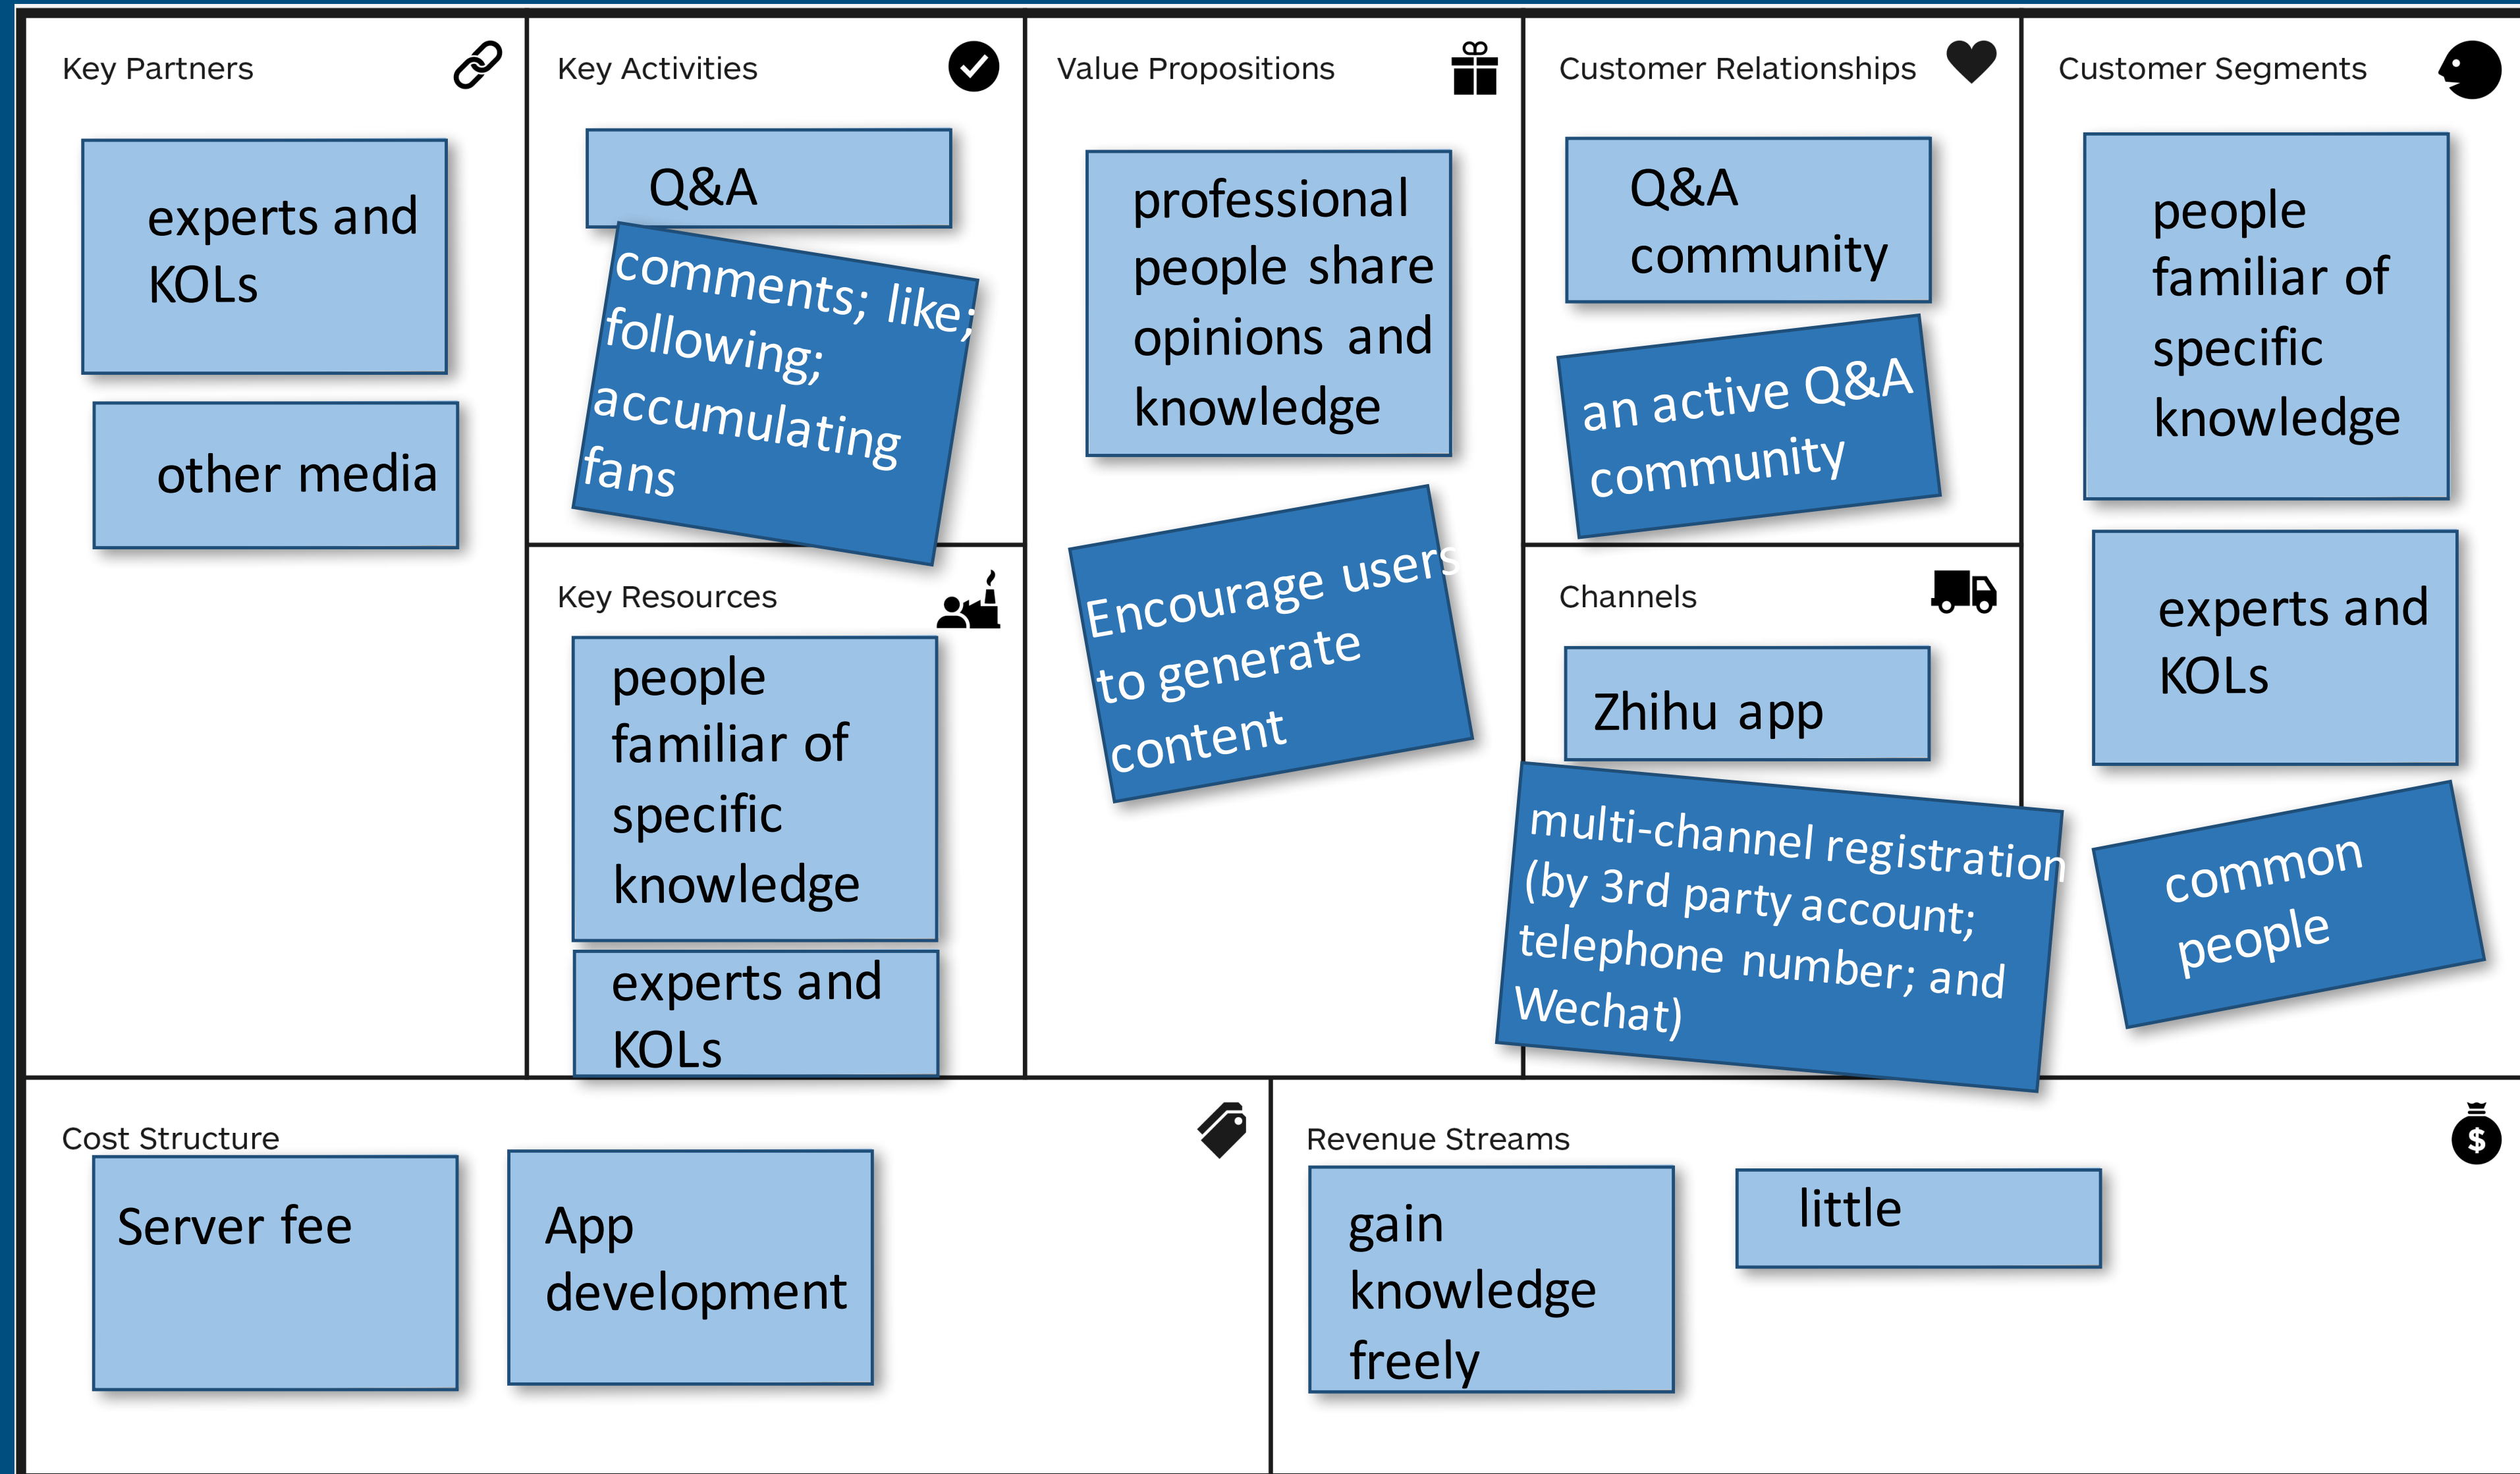 Key Partners
experts and
KOLs
other media
Key Activities
Q&A
comments; like;
following;
accumulating
fans
Key Resources
people
familiar of
specific
knowledge
experts and
KOLs
Value Propositions
professional
people share
opinions and
knowledge
Encourage users
to generate
content
Customer Relationships
Q&A
community
an active Q&A
community
Channels
Zhihu app
multi-channel registration
(by 3rd party account;
telephone number; and
Wechat)
Customer Segments
people
familiar of
specific
knowledge
experts and
KOLs
common
people
Cost Structure
Server fee
App
development
Revenue Streams
$
gain
knowledge
freely
little